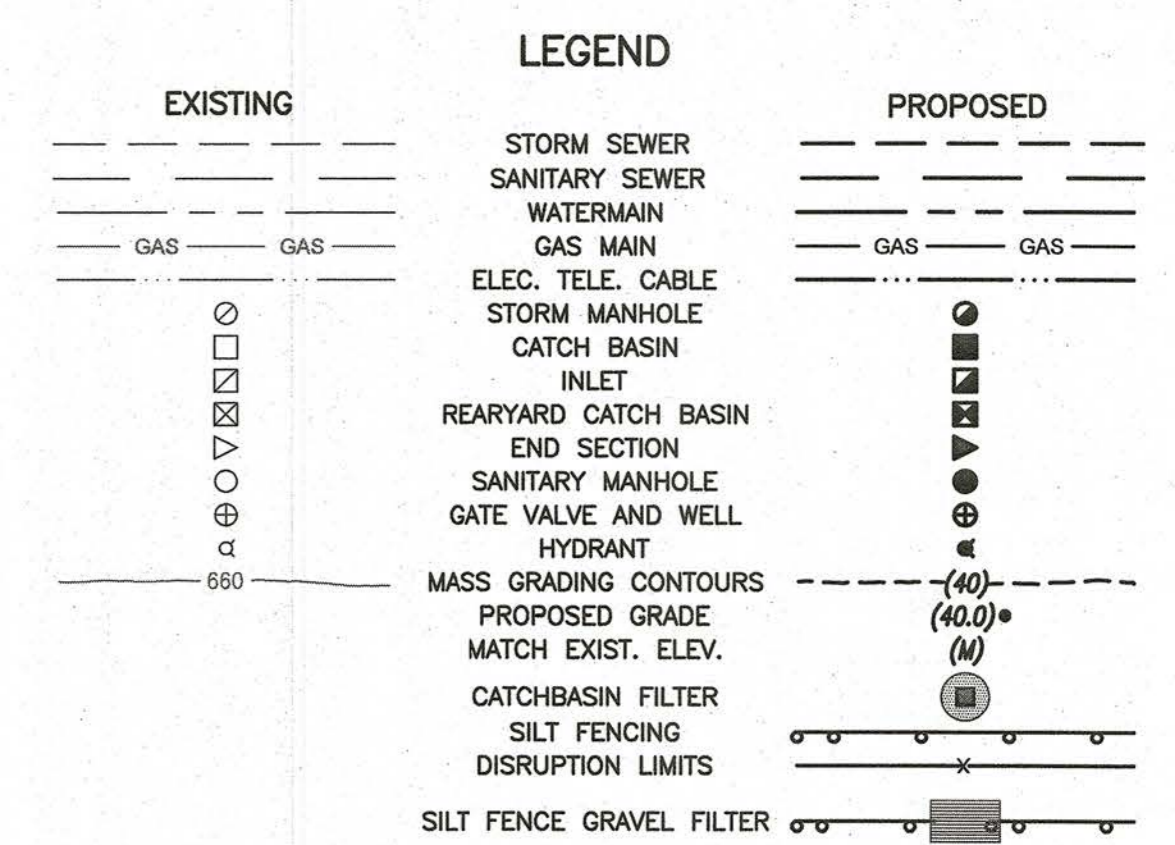 LEGEND
EXISTING PROPOSED
STORM SEWER
SANITARY SEWER
WATERMAIN
GAS GAS GAS MAIN GAS GAS
ELEC. TELE. CABLE
STORM MANHOLE
CATCH BASIN
INLET
REARYARD CATCH BASIN
END SECTION
SANITARY MANHOLE
GATE VALVE AND WELL
HYDRANT
660 MASS GRADING CONTOURS (40)
PROPOSED GRADE (40.0)
MATCH EXIST. ELEV. (M)
CATCHBASIN FILTER
SILT FENCING
DISRUPTION LIMITS X
SILT FENCE GRAVEL FILTER